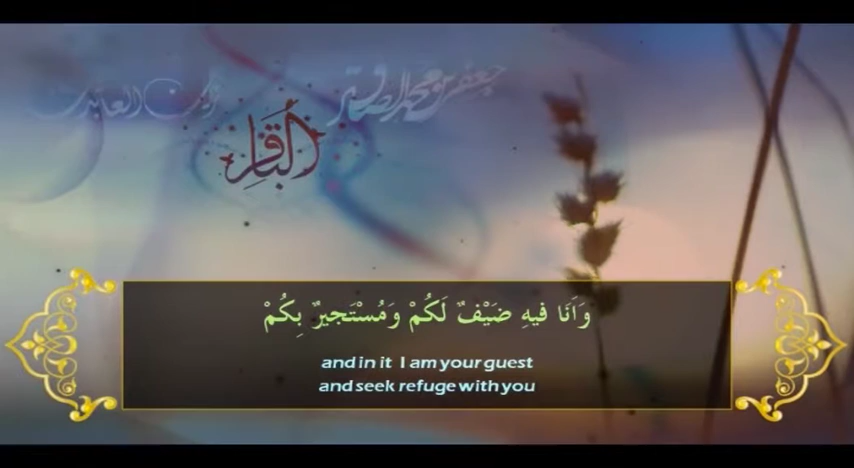 جعفر بن محمد الصادق
زين العابدين
الباقر
وَاَنَا فيهِ ضَيْفٌ لَكُمْ وَمُسْتَجيرٌ بِكُمْ
and in it I am your guest
and seek refuge with you